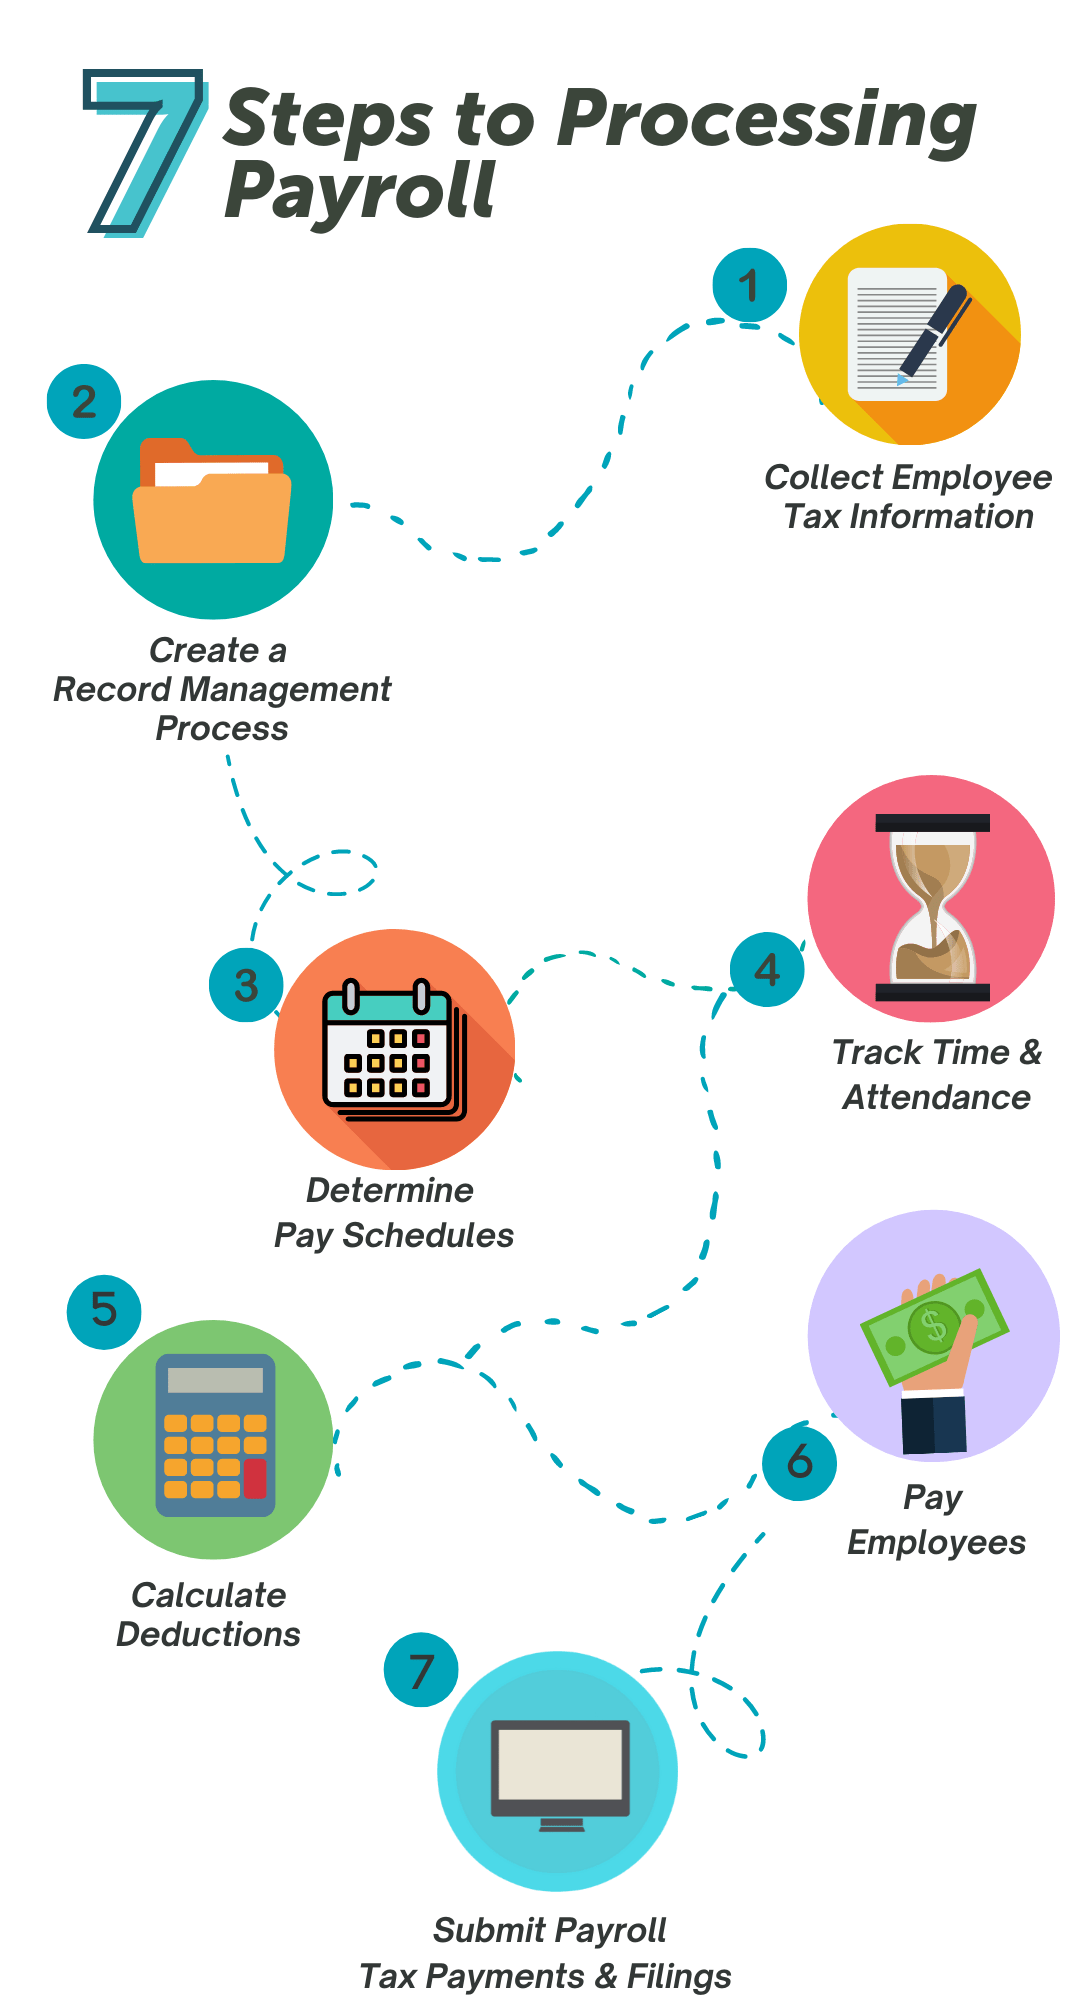 7
Steps to Processing
Payroll
1
Collect Employee
Tax Information
2
Create a
Record Management
Process
3
Determine
Pay Schedules
4
Track Time &
Attendance
5
Calculate
Deductions
6
$
Pay
Employees
7
Submit Payroll
Tax Payments & Filings